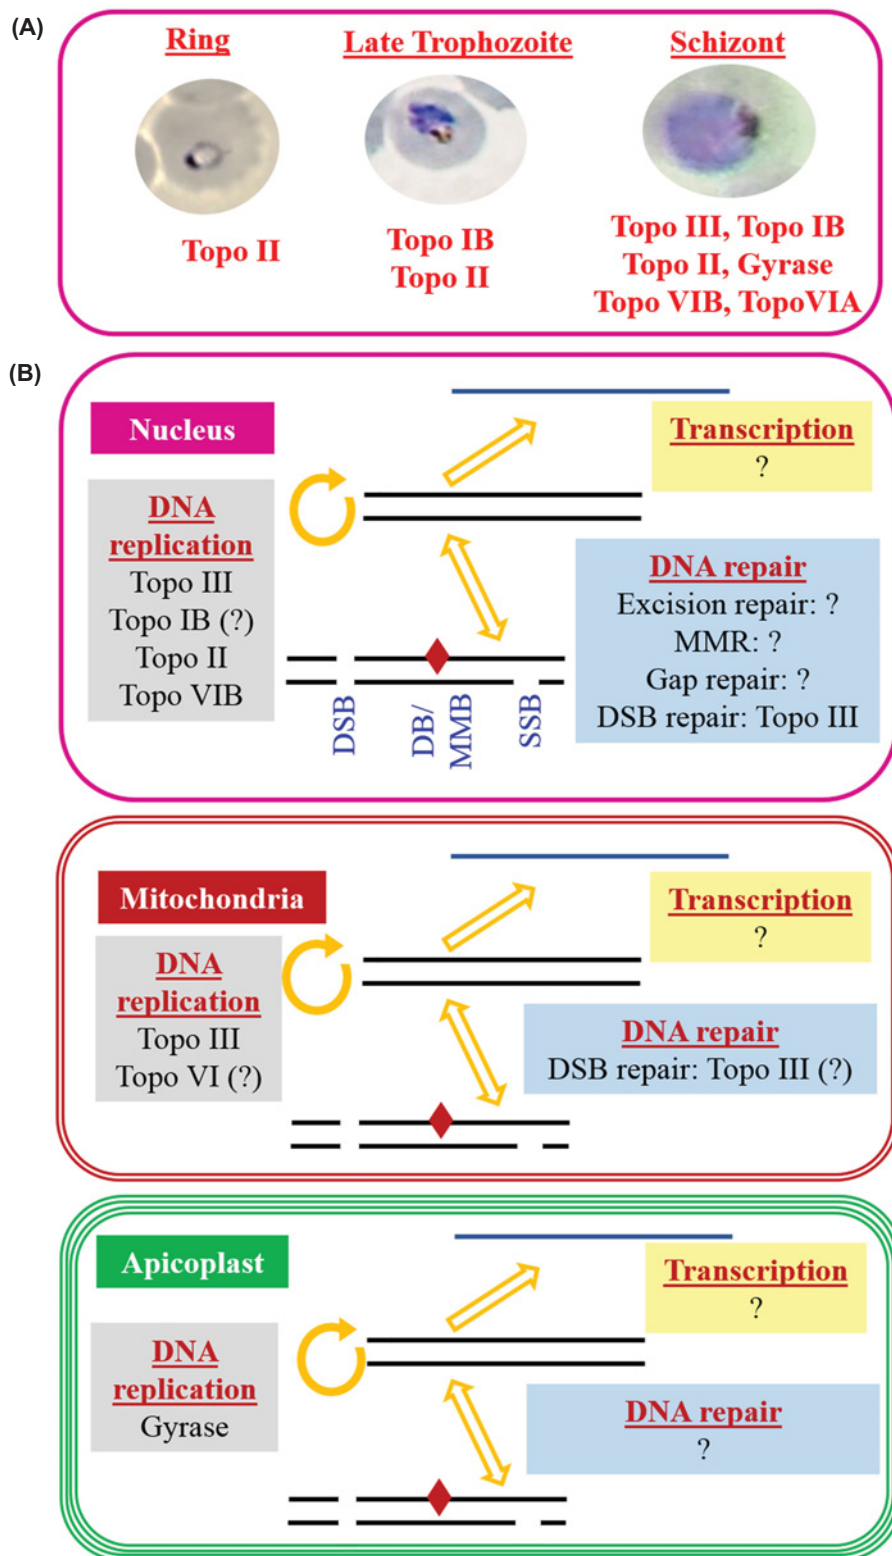 (A)
Ring
Late Trophozoite
Schizont
Topo II
Topo IB
Topo II
Topo III, Topo IB
Topo II, Gyrase
Topo VIB, TopoVIA
(B)
Nucleus
Transcription
?
DNA
replication
Topo III
Topo IB (?)
Topo II
Topo VIB
DNA repair
Excision repair: ?
MMR: ?
Gap repair: ?
DSB repair: Topo III
DSB
DB/
MMB
SSB
Mitochondria
Transcription
?
DNA
replication
Topo III
Topo VI (?)
DNA repair
DSB repair: Topo III (?)
Apicoplast
Transcription
?
DNA
replication
Gyrase
DNA repair
?